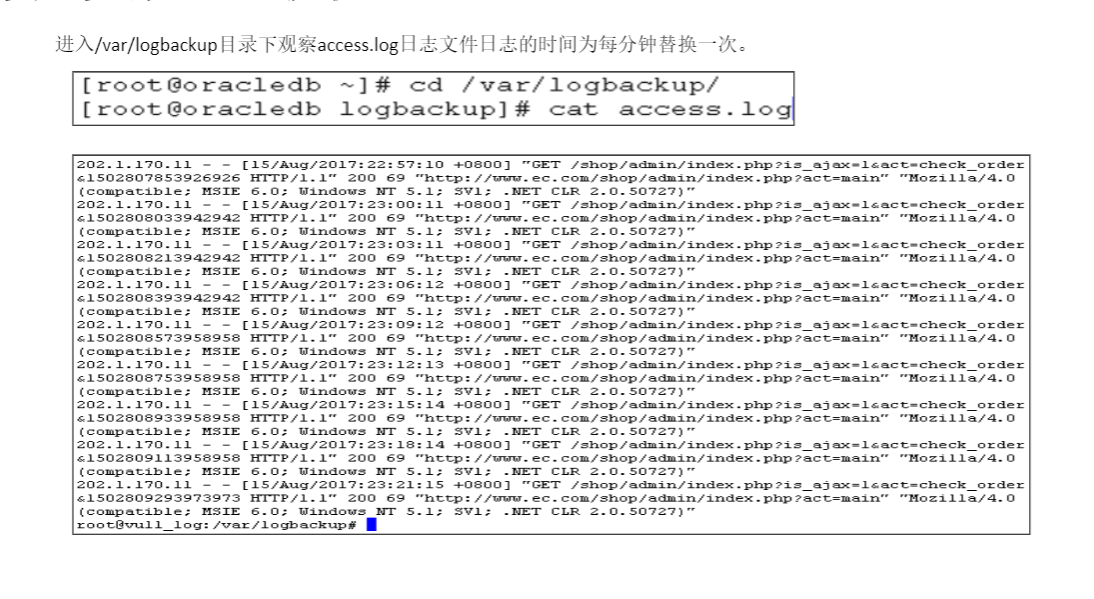 进入/var/logbackup目录下观察access.log日志文件日志的时间为每分钟替换一次。
[root@oracledb ~]# cd /var/logbackup/
[root@oracledb logbackup]# cat access.log
202.1.170.11 - - [15/Aug/2017:22:57:10 +0800] "GET /shop/admin/index.php?is_ajax=1&act=check_order
&1502807853926926 HTTP/1.1" 200 69 "http://www.ec.com/shop/admin/index.php?act=main" "Mozilla/4.0
(compatible; MSIE 6.0; Windows NT 5.1; SV1; .NET CLR 2.0.50727)"
202.1.170.11 - - [15/Aug/2017:23:00:11 +0800] "GET /shop/admin/index.php?is_ajax=1&act=check_order
&1502808033942942 HTTP/1.1" 200 69 "http://www.ec.com/shop/admin/index.php?act=main" "Mozilla/4.0
(compatible; MSIE 6.0; Windows NT 5.1; SV1; .NET CLR 2.0.50727)"
202.1.170.11 - - [15/Aug/2017:23:03:11 +0800] "GET /shop/admin/index.php?is_ajax=1&act=check_order
&1502808213942942 HTTP/1.1" 200 69 "http://www.ec.com/shop/admin/index.php?act=main" "Mozilla/4.0
(compatible; MSIE 6.0; Windows NT 5.1; SV1; .NET CLR 2.0.50727)"
202.1.170.11 - - [15/Aug/2017:23:06:12 +0800] "GET /shop/admin/index.php?is_ajax=1&act=check_order
&1502808393942942 HTTP/1.1" 200 69 "http://www.ec.com/shop/admin/index.php?act=main" "Mozilla/4.0
(compatible; MSIE 6.0; Windows NT 5.1; SV1; .NET CLR 2.0.50727)"
202.1.170.11 - - [15/Aug/2017:23:09:12 +0800] "GET /shop/admin/index.php?is_ajax=1&act=check_order
&1502808573958958 HTTP/1.1" 200 69 "http://www.ec.com/shop/admin/index.php?act=main" "Mozilla/4.0
(compatible; MSIE 6.0; Windows NT 5.1; SV1; .NET CLR 2.0.50727)"
202.1.170.11 - - [15/Aug/2017:23:12:13 +0800] "GET /shop/admin/index.php?is_ajax=1&act=check_order
&1502808753958958 HTTP/1.1" 200 69 "http://www.ec.com/shop/admin/index.php?act=main" "Mozilla/4.0
(compatible; MSIE 6.0; Windows NT 5.1; SV1; .NET CLR 2.0.50727)"
202.1.170.11 - - [15/Aug/2017:23:15:14 +0800] "GET /shop/admin/index.php?is_ajax=1&act=check_order
&1502808933958958 HTTP/1.1" 200 69 "http://www.ec.com/shop/admin/index.php?act=main" "Mozilla/4.0
(compatible; MSIE 6.0; Windows NT 5.1; SV1; .NET CLR 2.0.50727)"
202.1.170.11 - - [15/Aug/2017:23:18:14 +0800] "GET /shop/admin/index.php?is_ajax=1&act=check_order
&1502809113958958 HTTP/1.1" 200 69 "http://www.ec.com/shop/admin/index.php?act=main" "Mozilla/4.0
(compatible; MSIE 6.0; Windows NT 5.1; SV1; .NET CLR 2.0.50727)"
202.1.170.11 - - [15/Aug/2017:23:21:15 +0800] "GET /shop/admin/index.php?is_ajax=1&act=check_order
&1502809293973973 HTTP/1.1" 200 69 "http://www.ec.com/shop/admin/index.php?act=main" "Mozilla/4.0
(compatible; MSIE 6.0; Windows NT 5.1; SV1; .NET CLR 2.0.50727)"
root@vull_log:/var/logbackup#